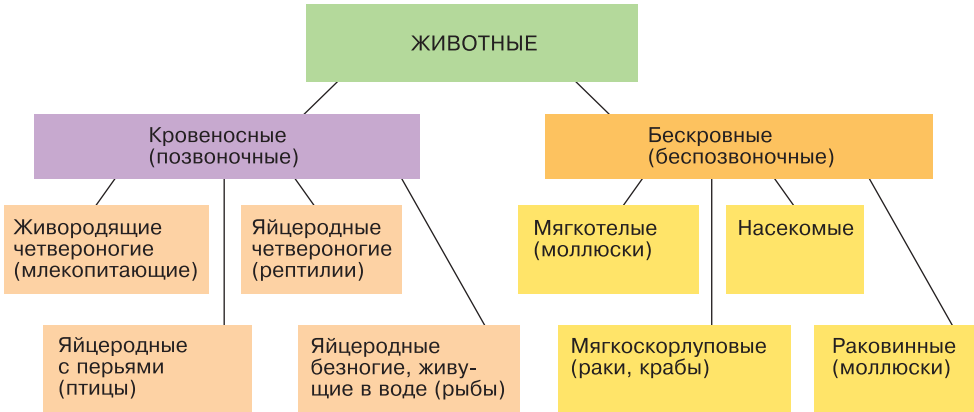 ЖИВОТНЫЕ
Кровеносные
(позвоночные)
Бескровные
(беспозвоночные)
Живородящие
четвероногие
(млекопитающие)
Яйцеродные
четвероногие
(рептилии)
Мягкотелые
(моллюски)
Насекомые
Яйцеродные
с перьями
(птицы)
Яйцеродные
безногие, живу-
щие в воде (рыбы)
Мягкоскорлуповые
(раки, крабы)
Раковинные
(моллюски)